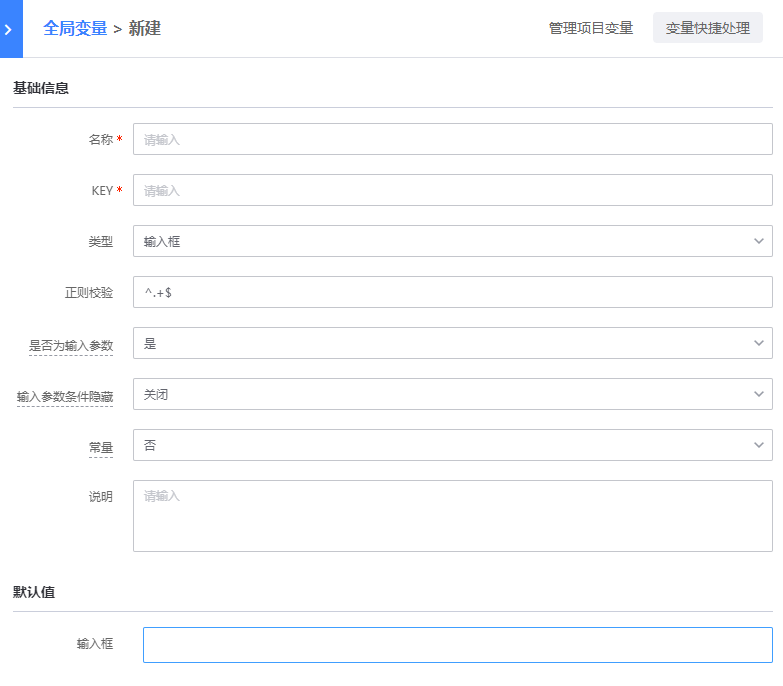 全局变量 > 新建 管理项目变量 变量快捷处理
基础信息
名称 * 请输入
KEY * 请输入
类型 输入框
正则校验 ^.+$
是否为输入参数 是
输入参数条件隐藏 关闭
常量 否
说明 请输入
默认值
输入框